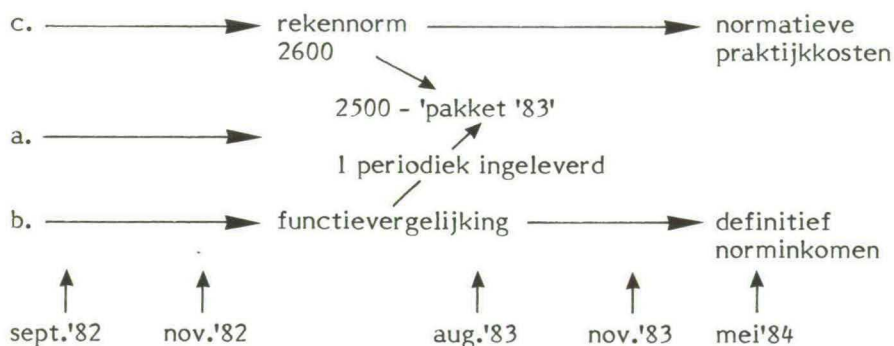 c. rekennorm normatieve
2600 praktijkkosten
2500 - 'pakket '83'
a.
1 periodiek ingeleverd
b. functievergelijking definitief
norminkomen
sept.'82 nov.'82 aug.'83 nov.'83 mei'84